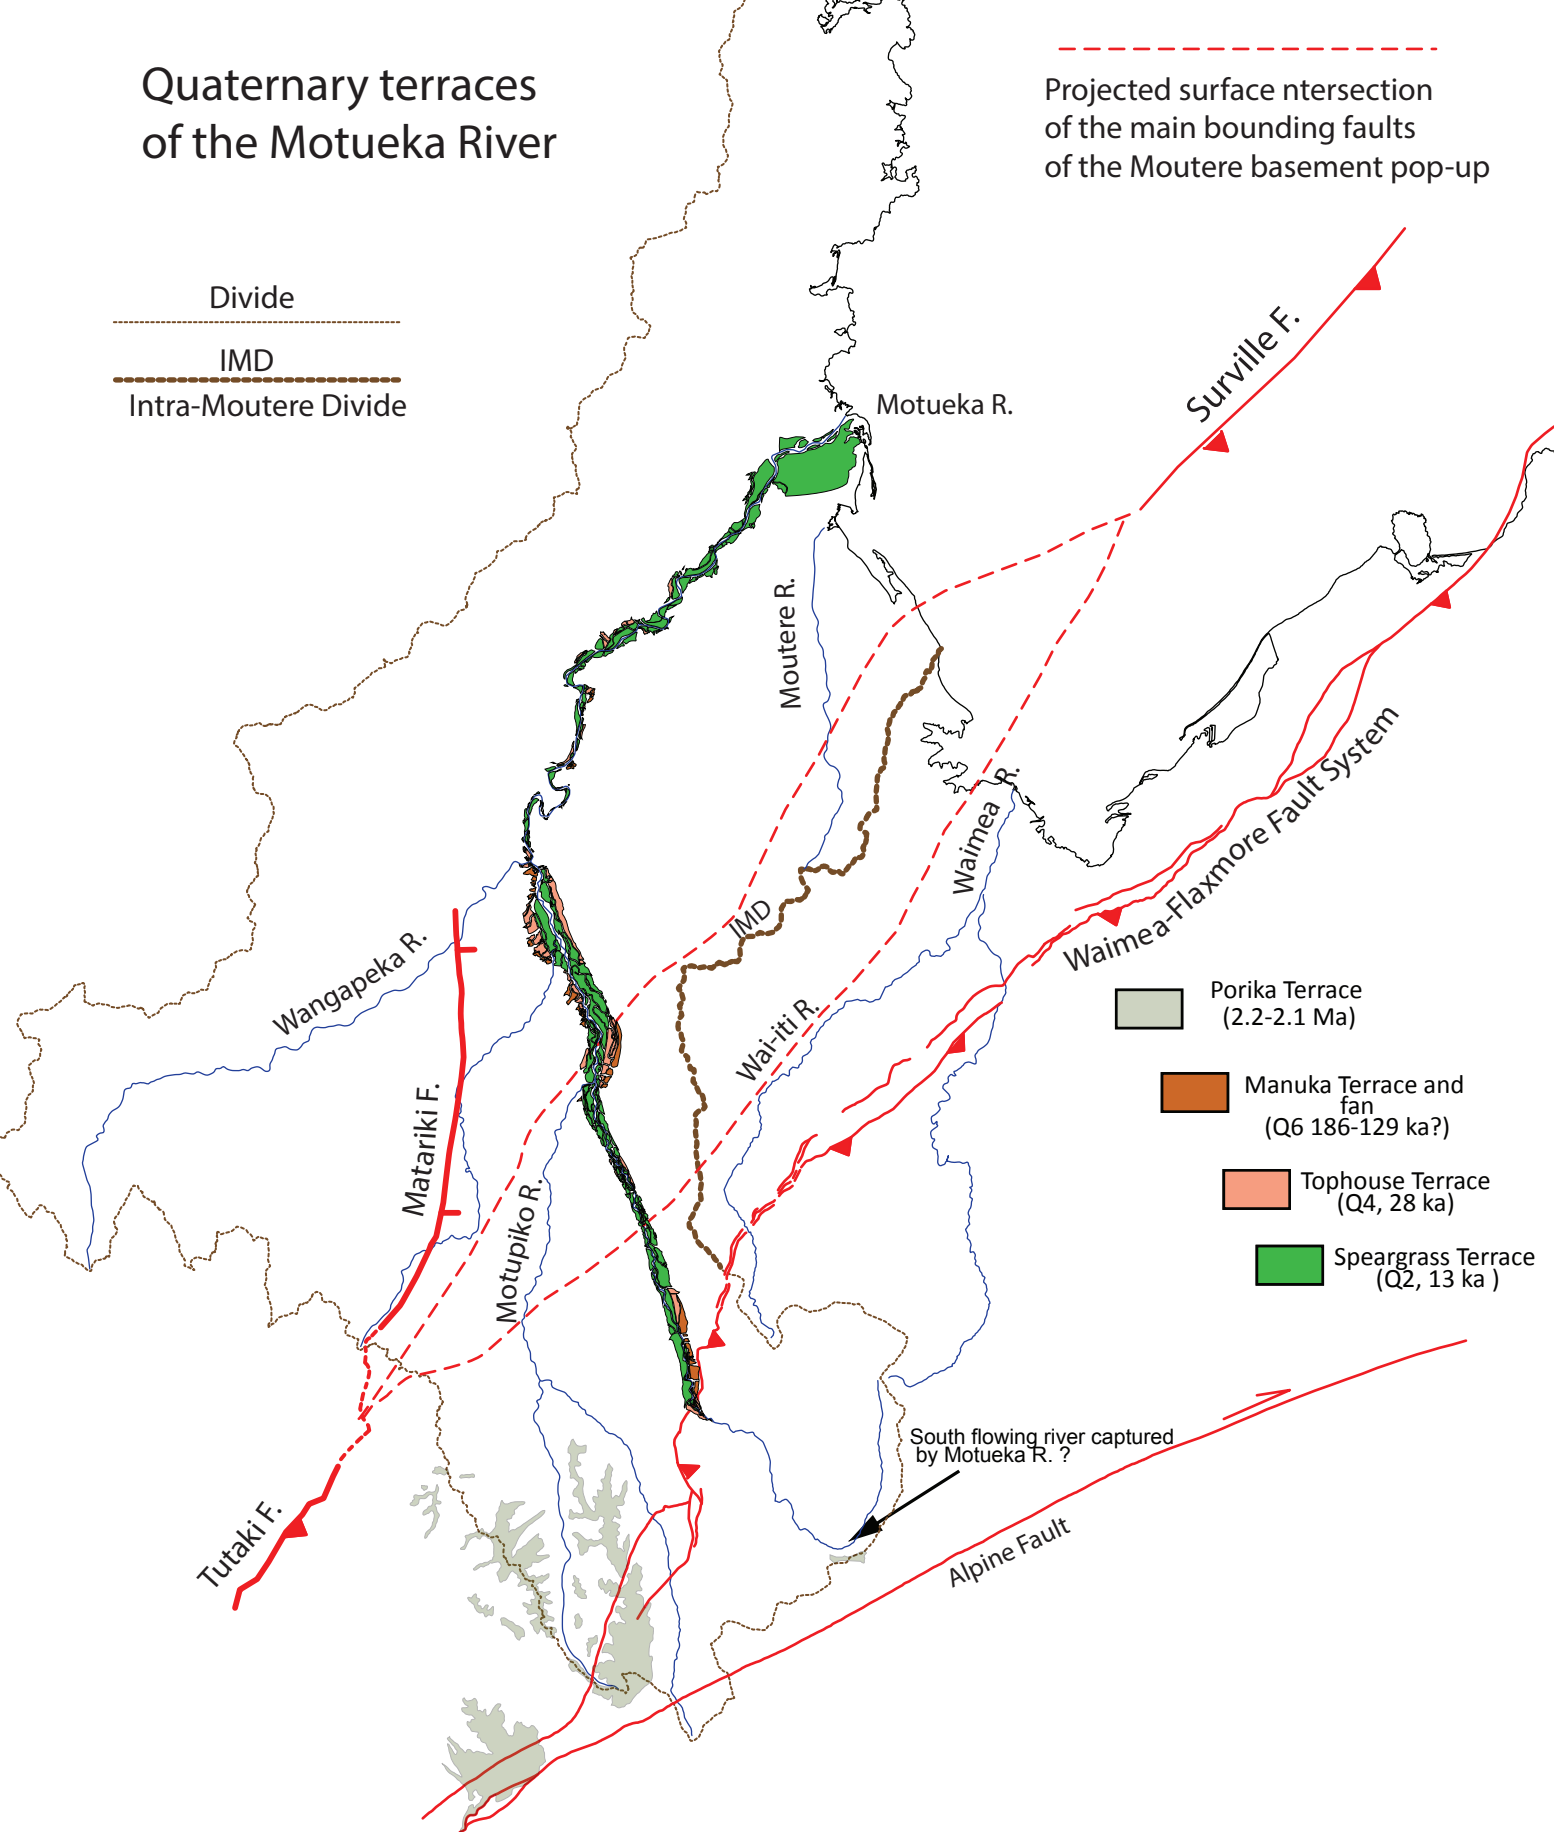 Quaternary terraces
of the Motueka River
Projected surface ntersection
of the main bounding faults
of the Moutere basement pop-up
Divide
IMD
Intra-Moutere Divide
Motueka R.
Surville F.
Moutere R.
Waimea R.
Waimea-Flaxmore Fault System
IMD
Wangapeka R.
Wai-iti R.
Matariki F.
Motupiko R.
Porika Terrace
(2.2-2.1 Ma)
Manuka Terrace and
fan
(Q6 186-129 ka?)
Tophouse Terrace
(Q4, 28 ka)
Speargrass Terrace
(Q2, 13 ka )
South flowing river captured
by Motueka R. ?
Tutaki F.
Alpine Fault